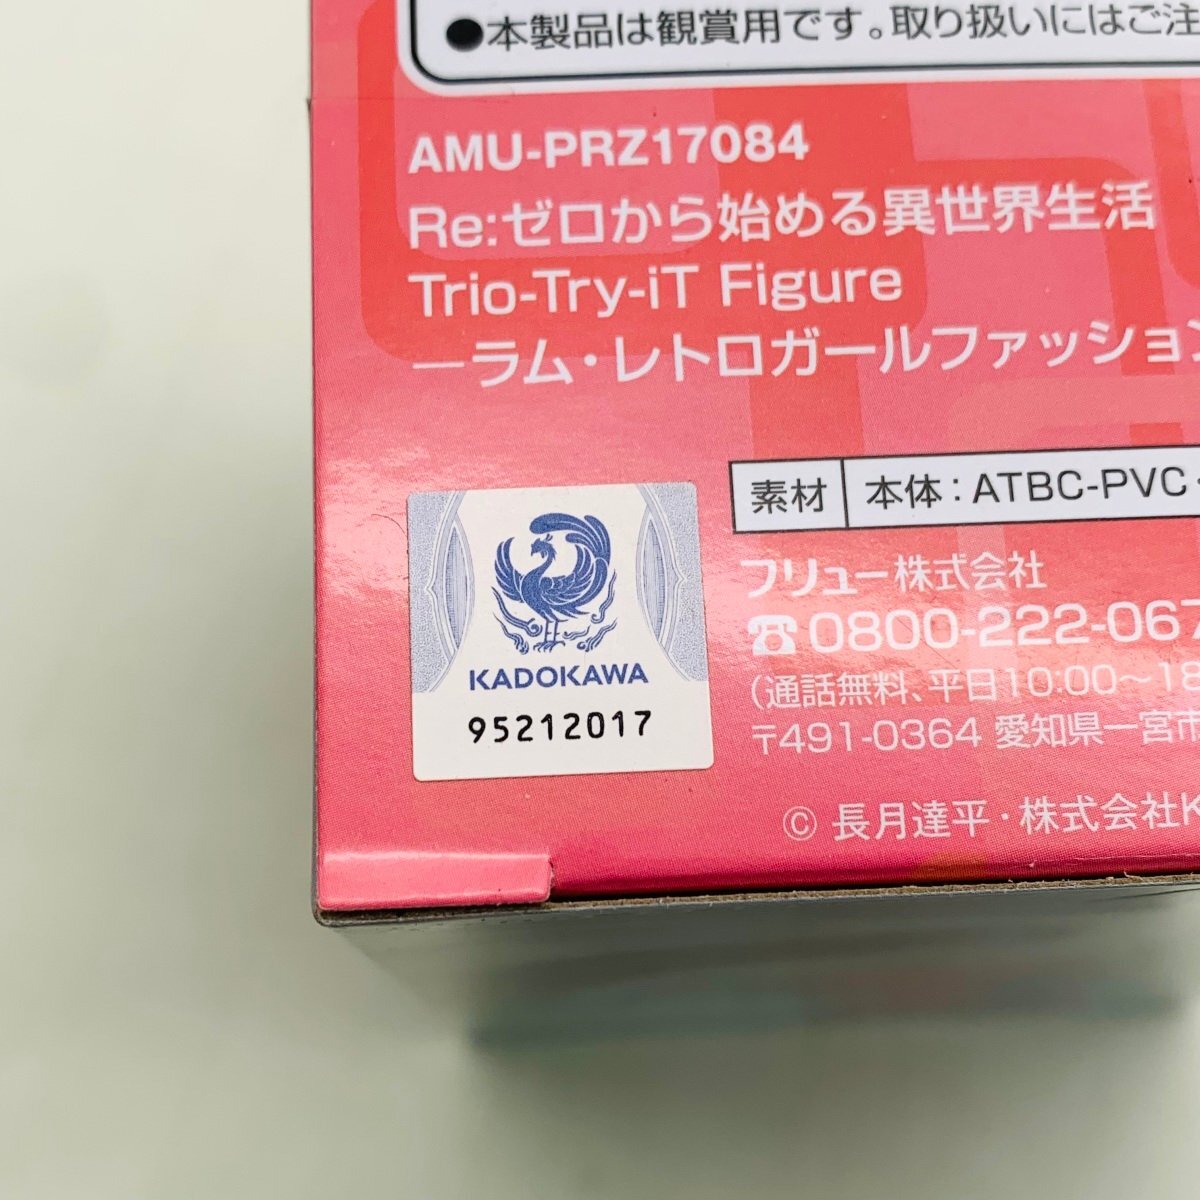 ●本製品は観賞用です。取り扱いにはご注
AMU-PRZ17084
Re:ゼロから始める異世界生活
Trio-Try-iT Figure
―ラム・レトロガールファッション
素材 本体:ATBC-PVC・
フリュー株式会社
☎0800-222-067
(通話無料、平日10:00～18
〒491-0364 愛知県一宮市
© 長月達平・株式会社K
KADOKAWA
95212017